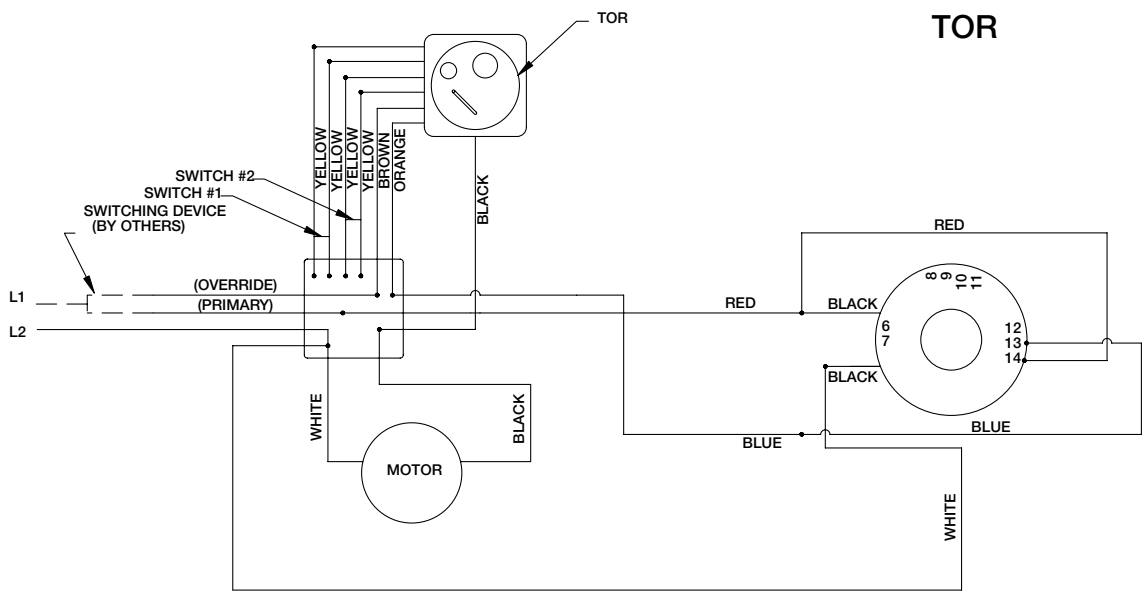 TOR
TOR
YELLOW
YELLOW
YELLOW
YELLOW
BROWN
ORANGE
BLACK
SWITCH #2
SWITCH #1
SWITCHING DEVICE
(BY OTHERS)
RED
L1
(OVERRIDE)
(PRIMARY)
L2
RED
BLACK
8
9
10
11
6
7
12
13
14
BLACK
WHITE
BLACK
BLUE
BLUE
MOTOR
WHITE